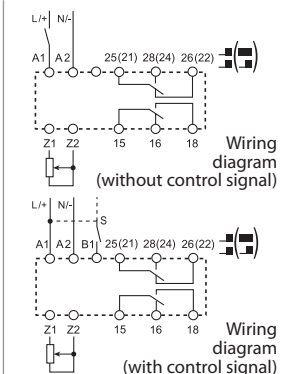 L/+ N/-
A1 A2 25(21) 28(24) 26(22)
Z1 Z2 15 16 18
Wiring
diagram
(without control signal)
L/+ N/-
S
A1 A2 B1 25(21) 28(24) 26(22)
Z1 Z2 15 16 18
Wiring
diagram
(with control signal)